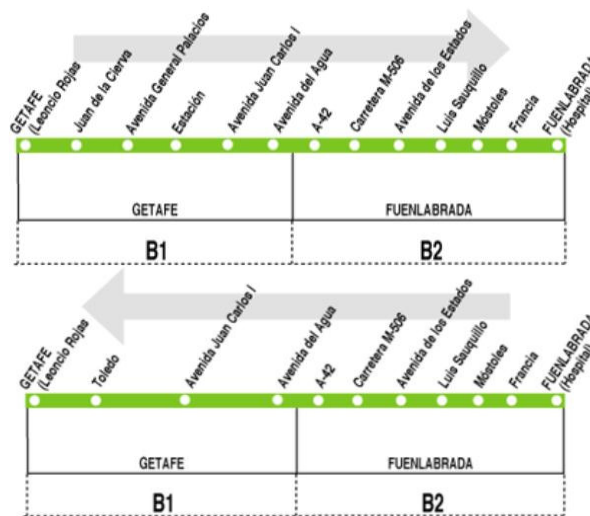 GETAFE
(Leoncio Rojas
Juan de la Cierva
Avenida General Palacios
Estación
Avenida Juan Carlos I
Avenida del Agua
A-42
Carretera M-506
Avenida de los Estados
Luis Sauquillo
Móstoles
Francia
FUENLABRADA
(Hospital)
GETAFE
FUENLABRADA
B1
B2
GETAFE
(Leoncio Rojas
Toledo
Avenida Juan Carlos I
Avenida del Agua
A-42
Carretera M-506
Avenida de los Estados
Luis Sauquillo
Móstoles
Francia
FUENLABRADA
(Hospital)
GETAFE
FUENLABRADA
B1
B2